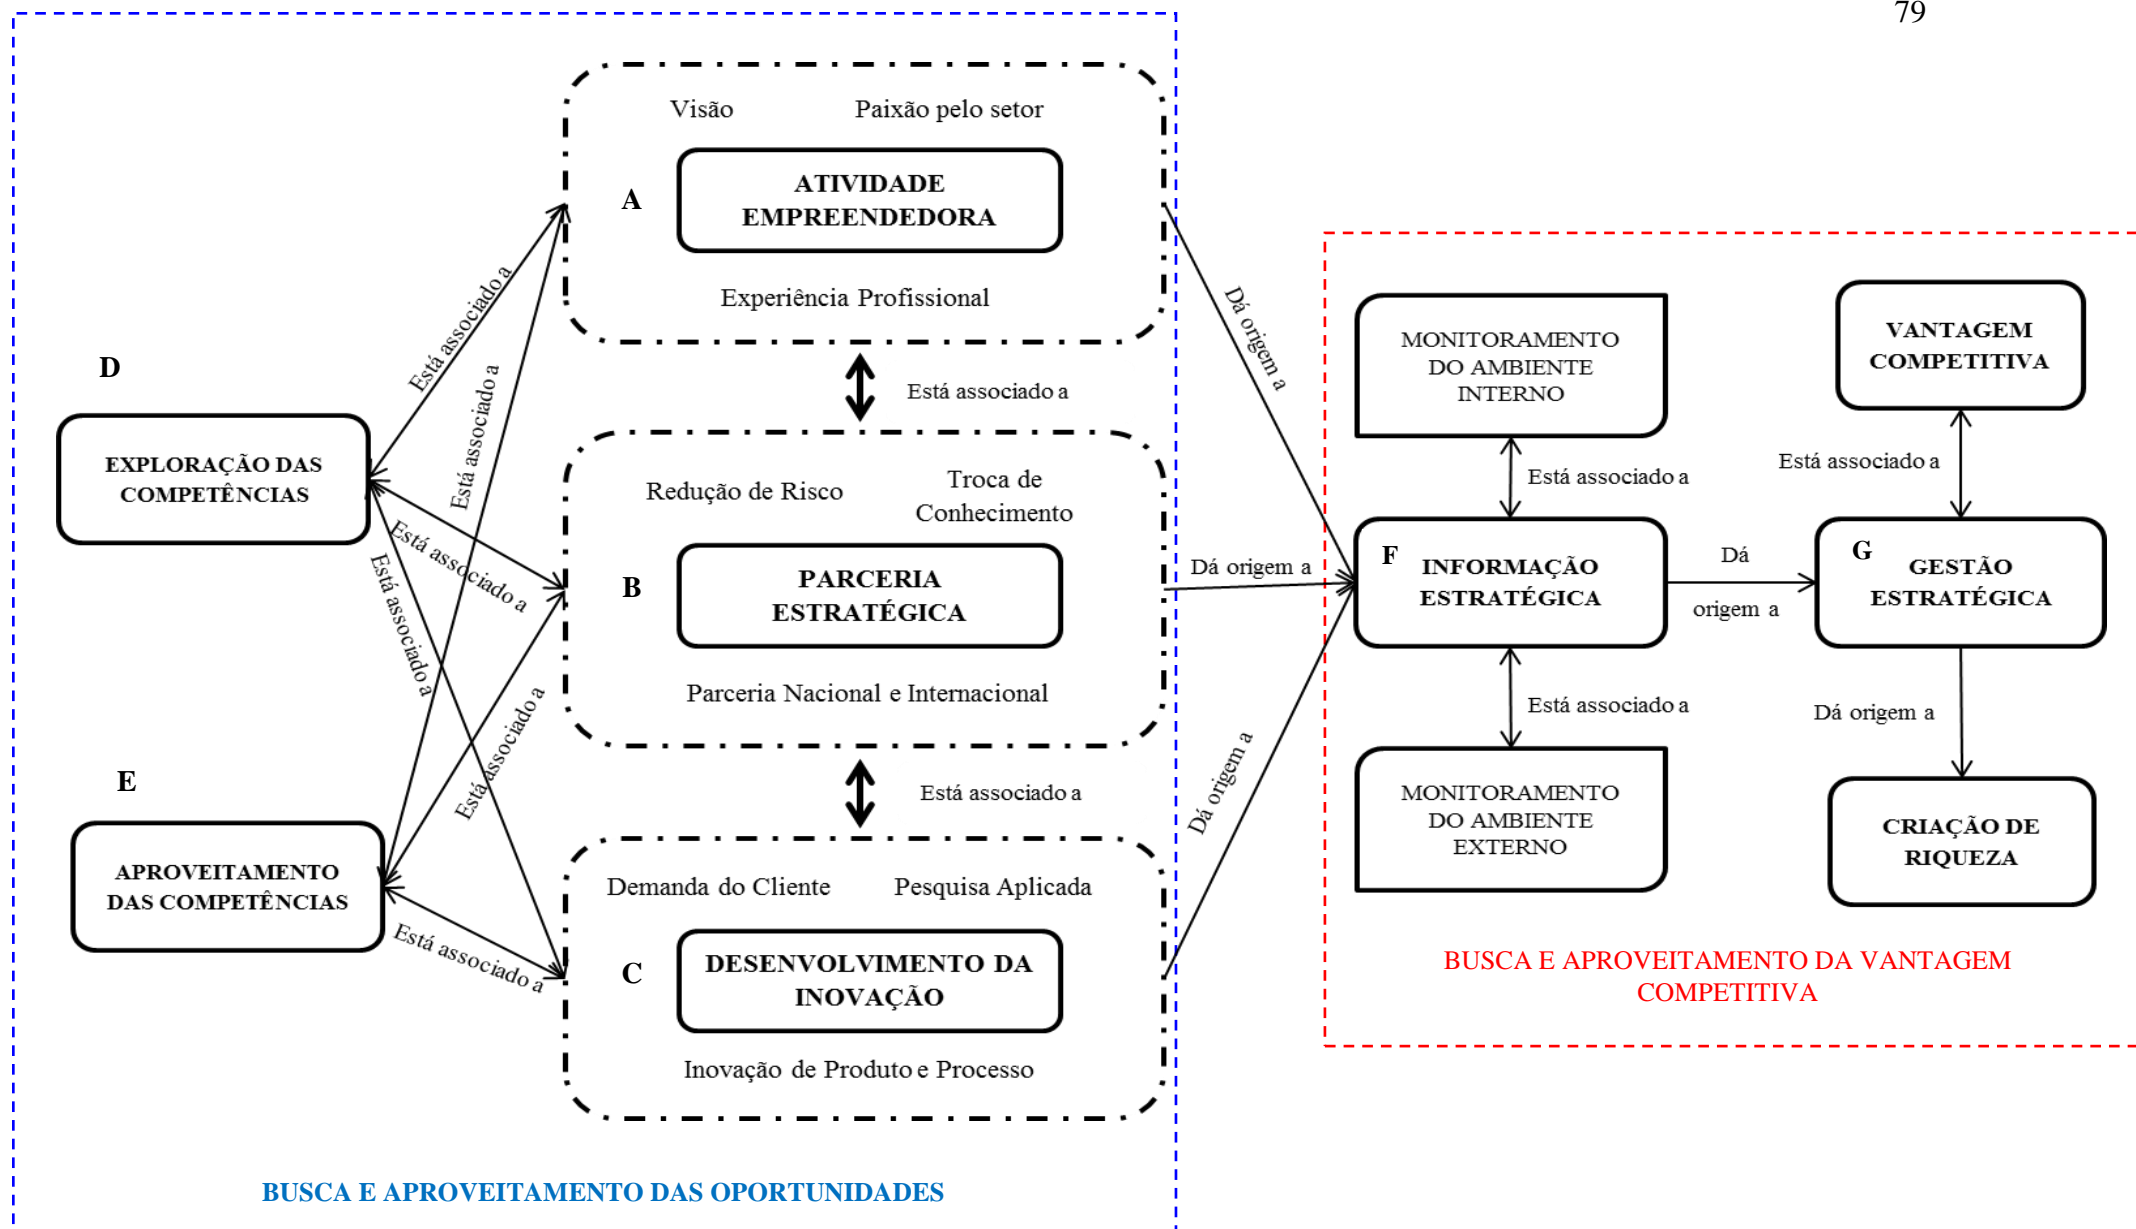 79
Visão
Paixão pelo setor
A
ATIVIDADE
EMPREENDEDORA
Experiência Profissional
Está associado a
Está associado a
Está associado a
D
EXPLORAÇÃO DAS
COMPETÊNCIAS
Redução de Risco
Troca de
Conhecimento
B
PARCERIA
ESTRATÉGICA
Parceria Nacional e Internacional
Está associado a
Está associado a
Está associado a
Está associado a
E
APROVEITAMENTO
DAS COMPETÊNCIAS
Está associado a
Demanda do Cliente
Pesquisa Aplicada
C
DESENVOLVIMENTO DA
INOVAÇÃO
Inovação de Produto e Processo
BUSCA E APROVEITAMENTO DAS OPORTUNIDADES
Dá origem a
Dá origem a
Dá origem a
MONITORAMENTO
DO AMBIENTE
INTERNO
Está associado a
F
INFORMAÇÃO
ESTRATÉGICA
Está associado a
MONITORAMENTO
DO AMBIENTE
EXTERNO
Dá
origem a
VANTAGEM
COMPETITIVA
Está associado a
G
GESTÃO
ESTRATÉGICA
Dá origem a
CRIAÇÃO DE
RIQUEZA
BUSCA E APROVEITAMENTO DA VANTAGEM
COMPETITIVA